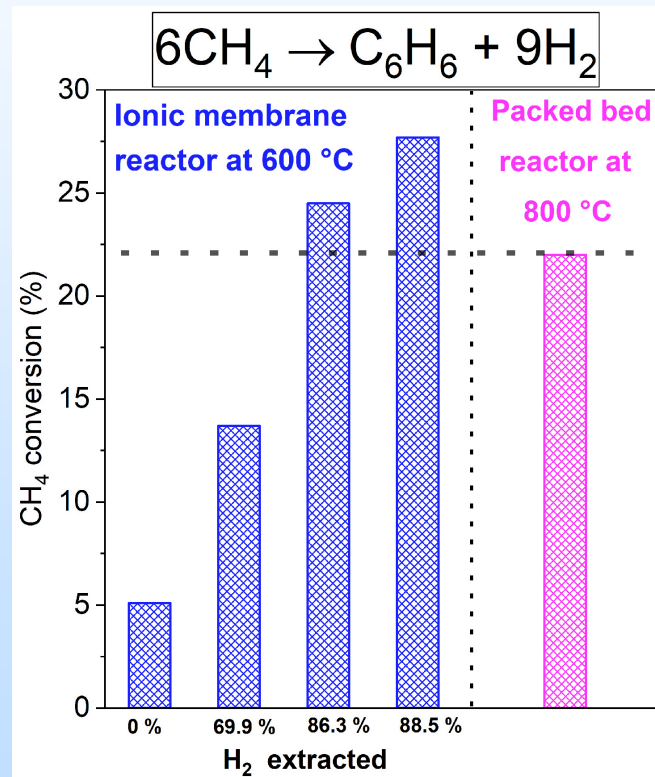 6CH₄ → C₆H₆ + 9H₂
Ionic membrane
reactor at 600 °C
Packed bed
reactor at
800 °C
CH₄ conversion (%)
30
25
20
15
10
5
0
0 % 69.9 % 86.3 % 88.5 %
H₂ extracted